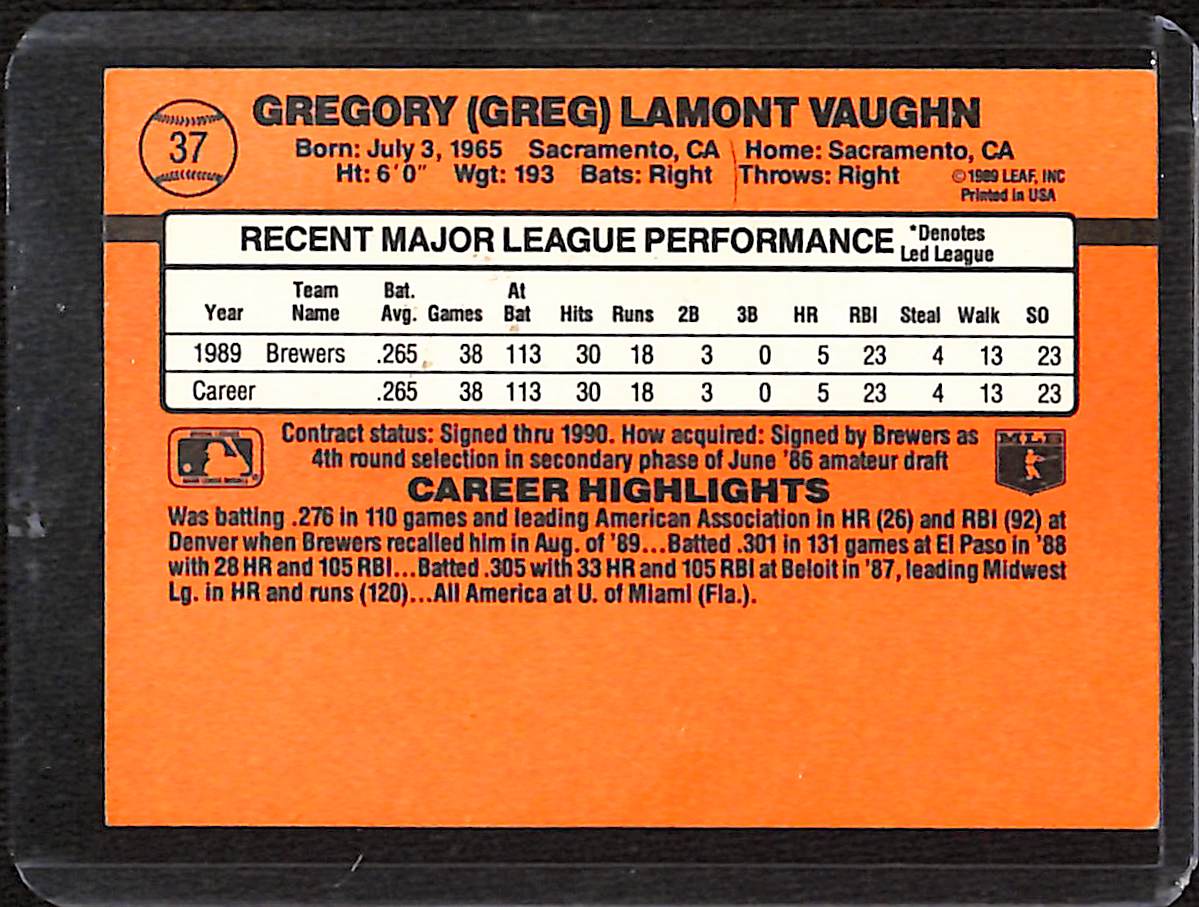 37
GREGORY (GREG) LAMONT VAUGHN
Born: July 3, 1965 Sacramento, CA Home: Sacramento, CA
Ht: 6'0" Wgt: 193 Bats: Right Throws: Right
©1989 LEAF, INC
Printed in USA
RECENT MAJOR LEAGUE PERFORMANCE *Denotes
Led League
Year Team Name Bat. Avg. Games At Bat Hits Runs 2B 3B HR RBI Steal Walk SO
1989 Brewers .265 38 113 30 18 3 0 5 23 4 13 23
Career .265 38 113 30 18 3 0 5 23 4 13 23
Contract status: Signed thru 1990. How acquired: Signed by Brewers as
4th round selection in secondary phase of June '86 amateur draft
MLB
CAREER HIGHLIGHTS
Was batting .276 in 110 games and leading American Association in HR (26) and RBI (92) at
Denver when Brewers recalled him in Aug. of '89...Batted .301 in 131 games at El Paso in '88
with 28 HR and 105 RBI...Batted .305 with 33 HR and 105 RBI at Beloit in '87, leading Midwest
Lg. in HR and runs (120)...All America at U. of Miami (Fla.).